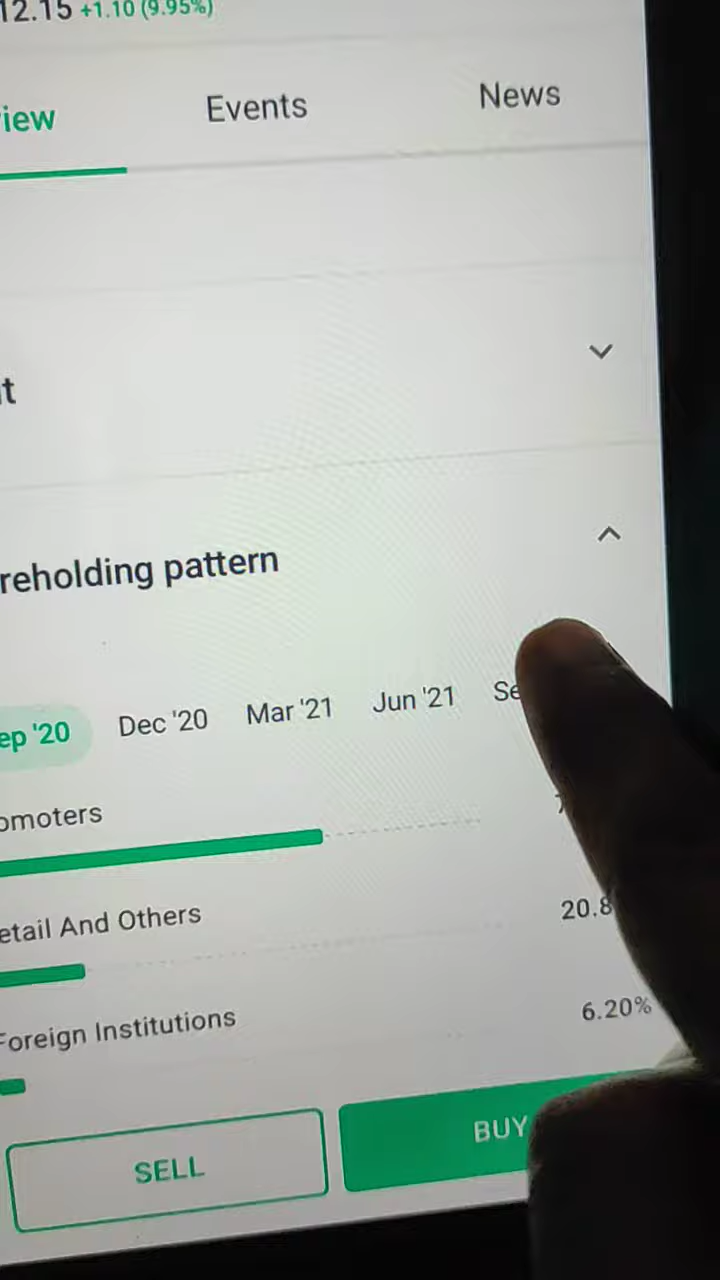 12.15 +1.10 (9.95%)
iew Events News
t
reholding pattern
ep '20 Dec '20 Mar '21 Jun '21 Se
omoters
etail And Others 20.8
Foreign Institutions 6.20%
SELL BUY